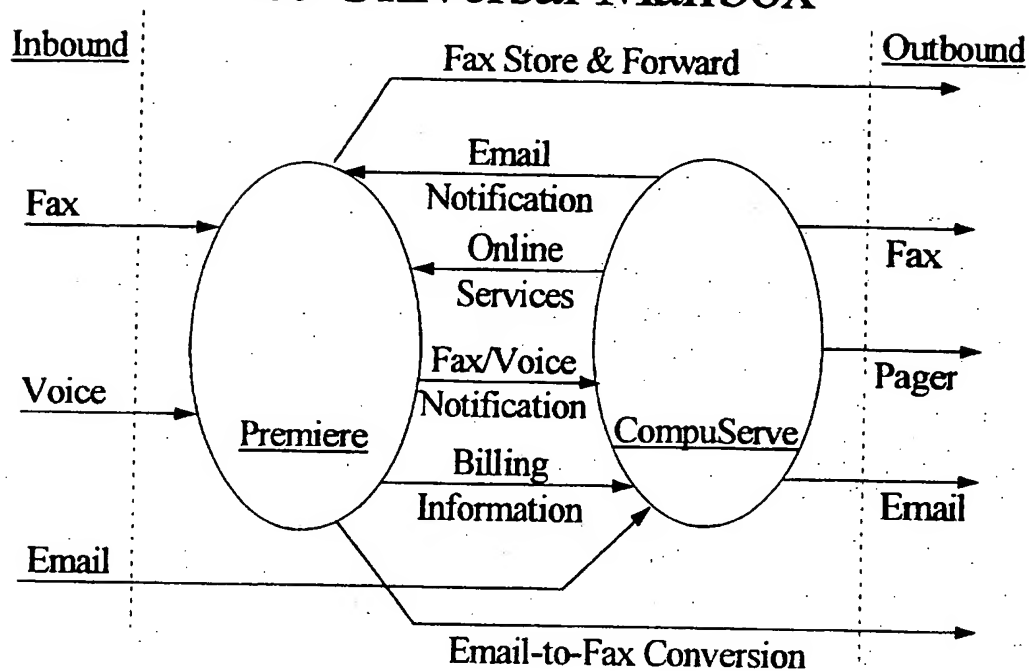 Universal Mailbox
Inbound
Outbound
Fax Store & Forward
Email
Notification
Fax
Online
Services
Fax
Fax/Voice
Notification
Voice
Pager
Premiere
CompuServe
Billing
Information
Email
Email
Email-to-Fax Conversion